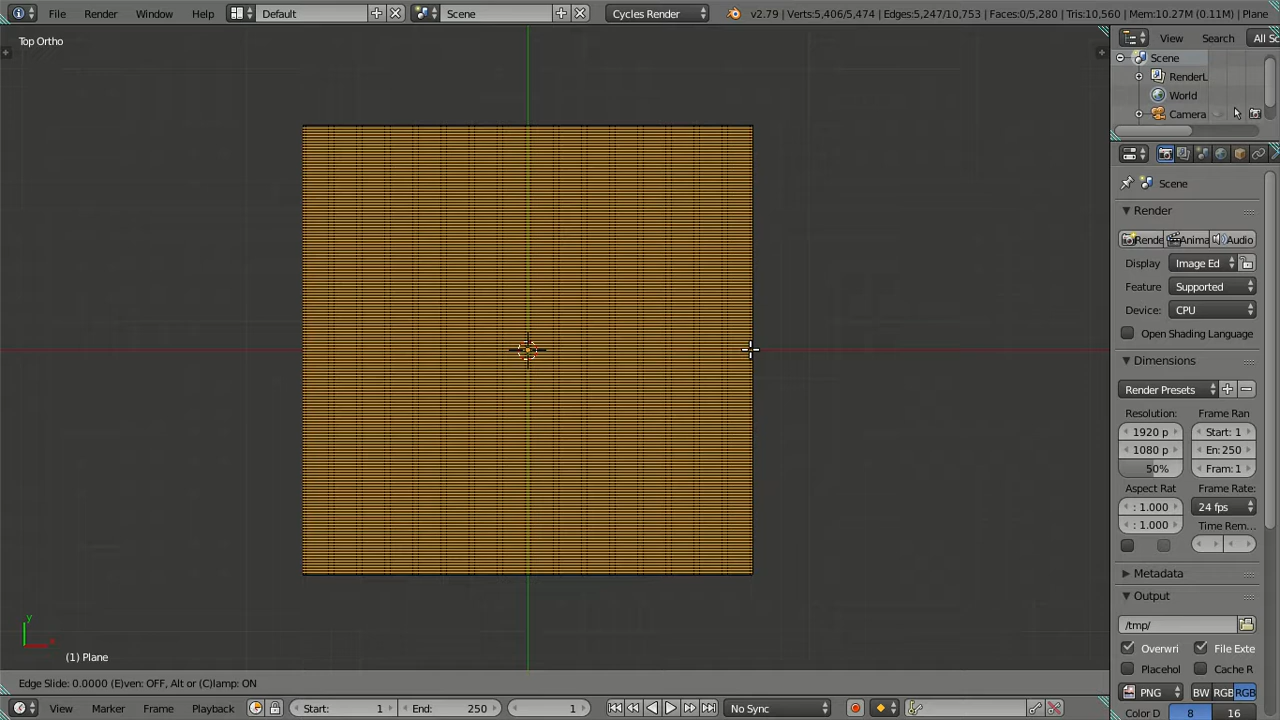 File Render Window Help Default Scene Cycles Render v2.79 | Verts:5,406/5,474 | Edges:5,247/10,753 | Faces:0/5,280 | Tris:10,560 | Mem:10.27M (0.11M) | Plane
Top Ortho
View Search All Sc
Scene
RenderL
World
Camera
Scene
Render
Rende Anima Audio
Display Image Ed
Feature Supported
Device: CPU
Open Shading Language
Dimensions
Render Presets
Resolution: Frame Ran
1920 p Start: 1
1080 p En: 250
50% Fram: 1
Aspect Rat Frame Rate:
: 1.000 24 fps
: 1.000 Time Rem...
Metadata
Output
/tmp/
Overwri File Exte
Placehol Cache R
PNG BW RGB RGB
Color D 8 16
y
x
(1) Plane
Edge Slide: 0.0000 (E)ven: OFF, Alt or (C)lamp: ON
View Marker Frame Playback Start: 1 End: 250 1 No Sync